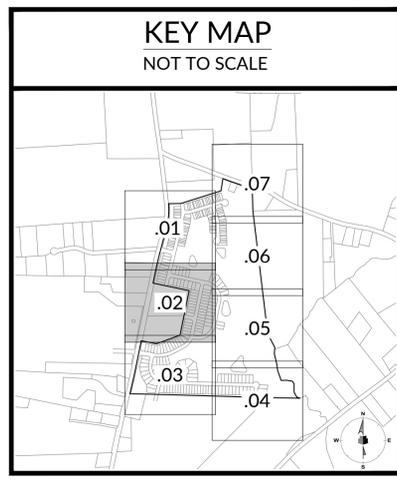 KEY MAP
NOT TO SCALE
.07
.01
.06
.02
.05
.03
.04
N
W E
S